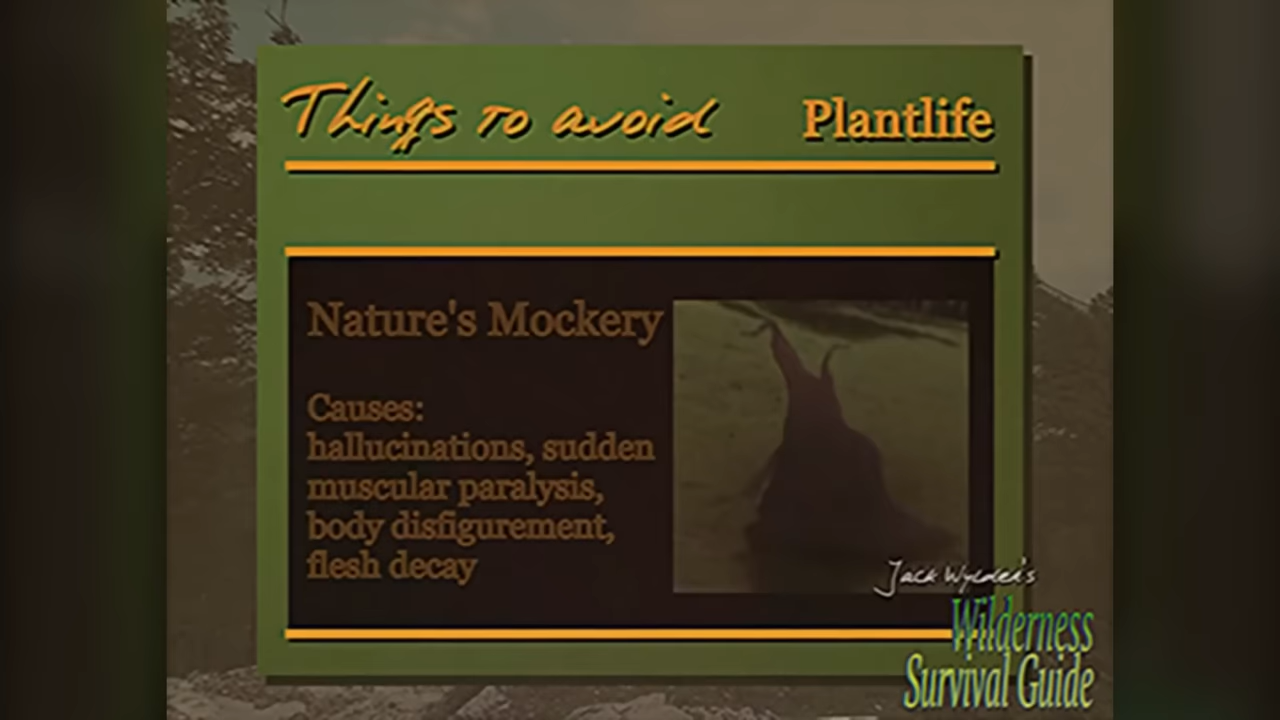 Things to avoid
Plantlife
Nature's Mockery
Causes:
hallucinations, sudden
muscular paralysis,
body disfigurement,
flesh decay
Jack Wylder's
Wilderness
Survival Guide